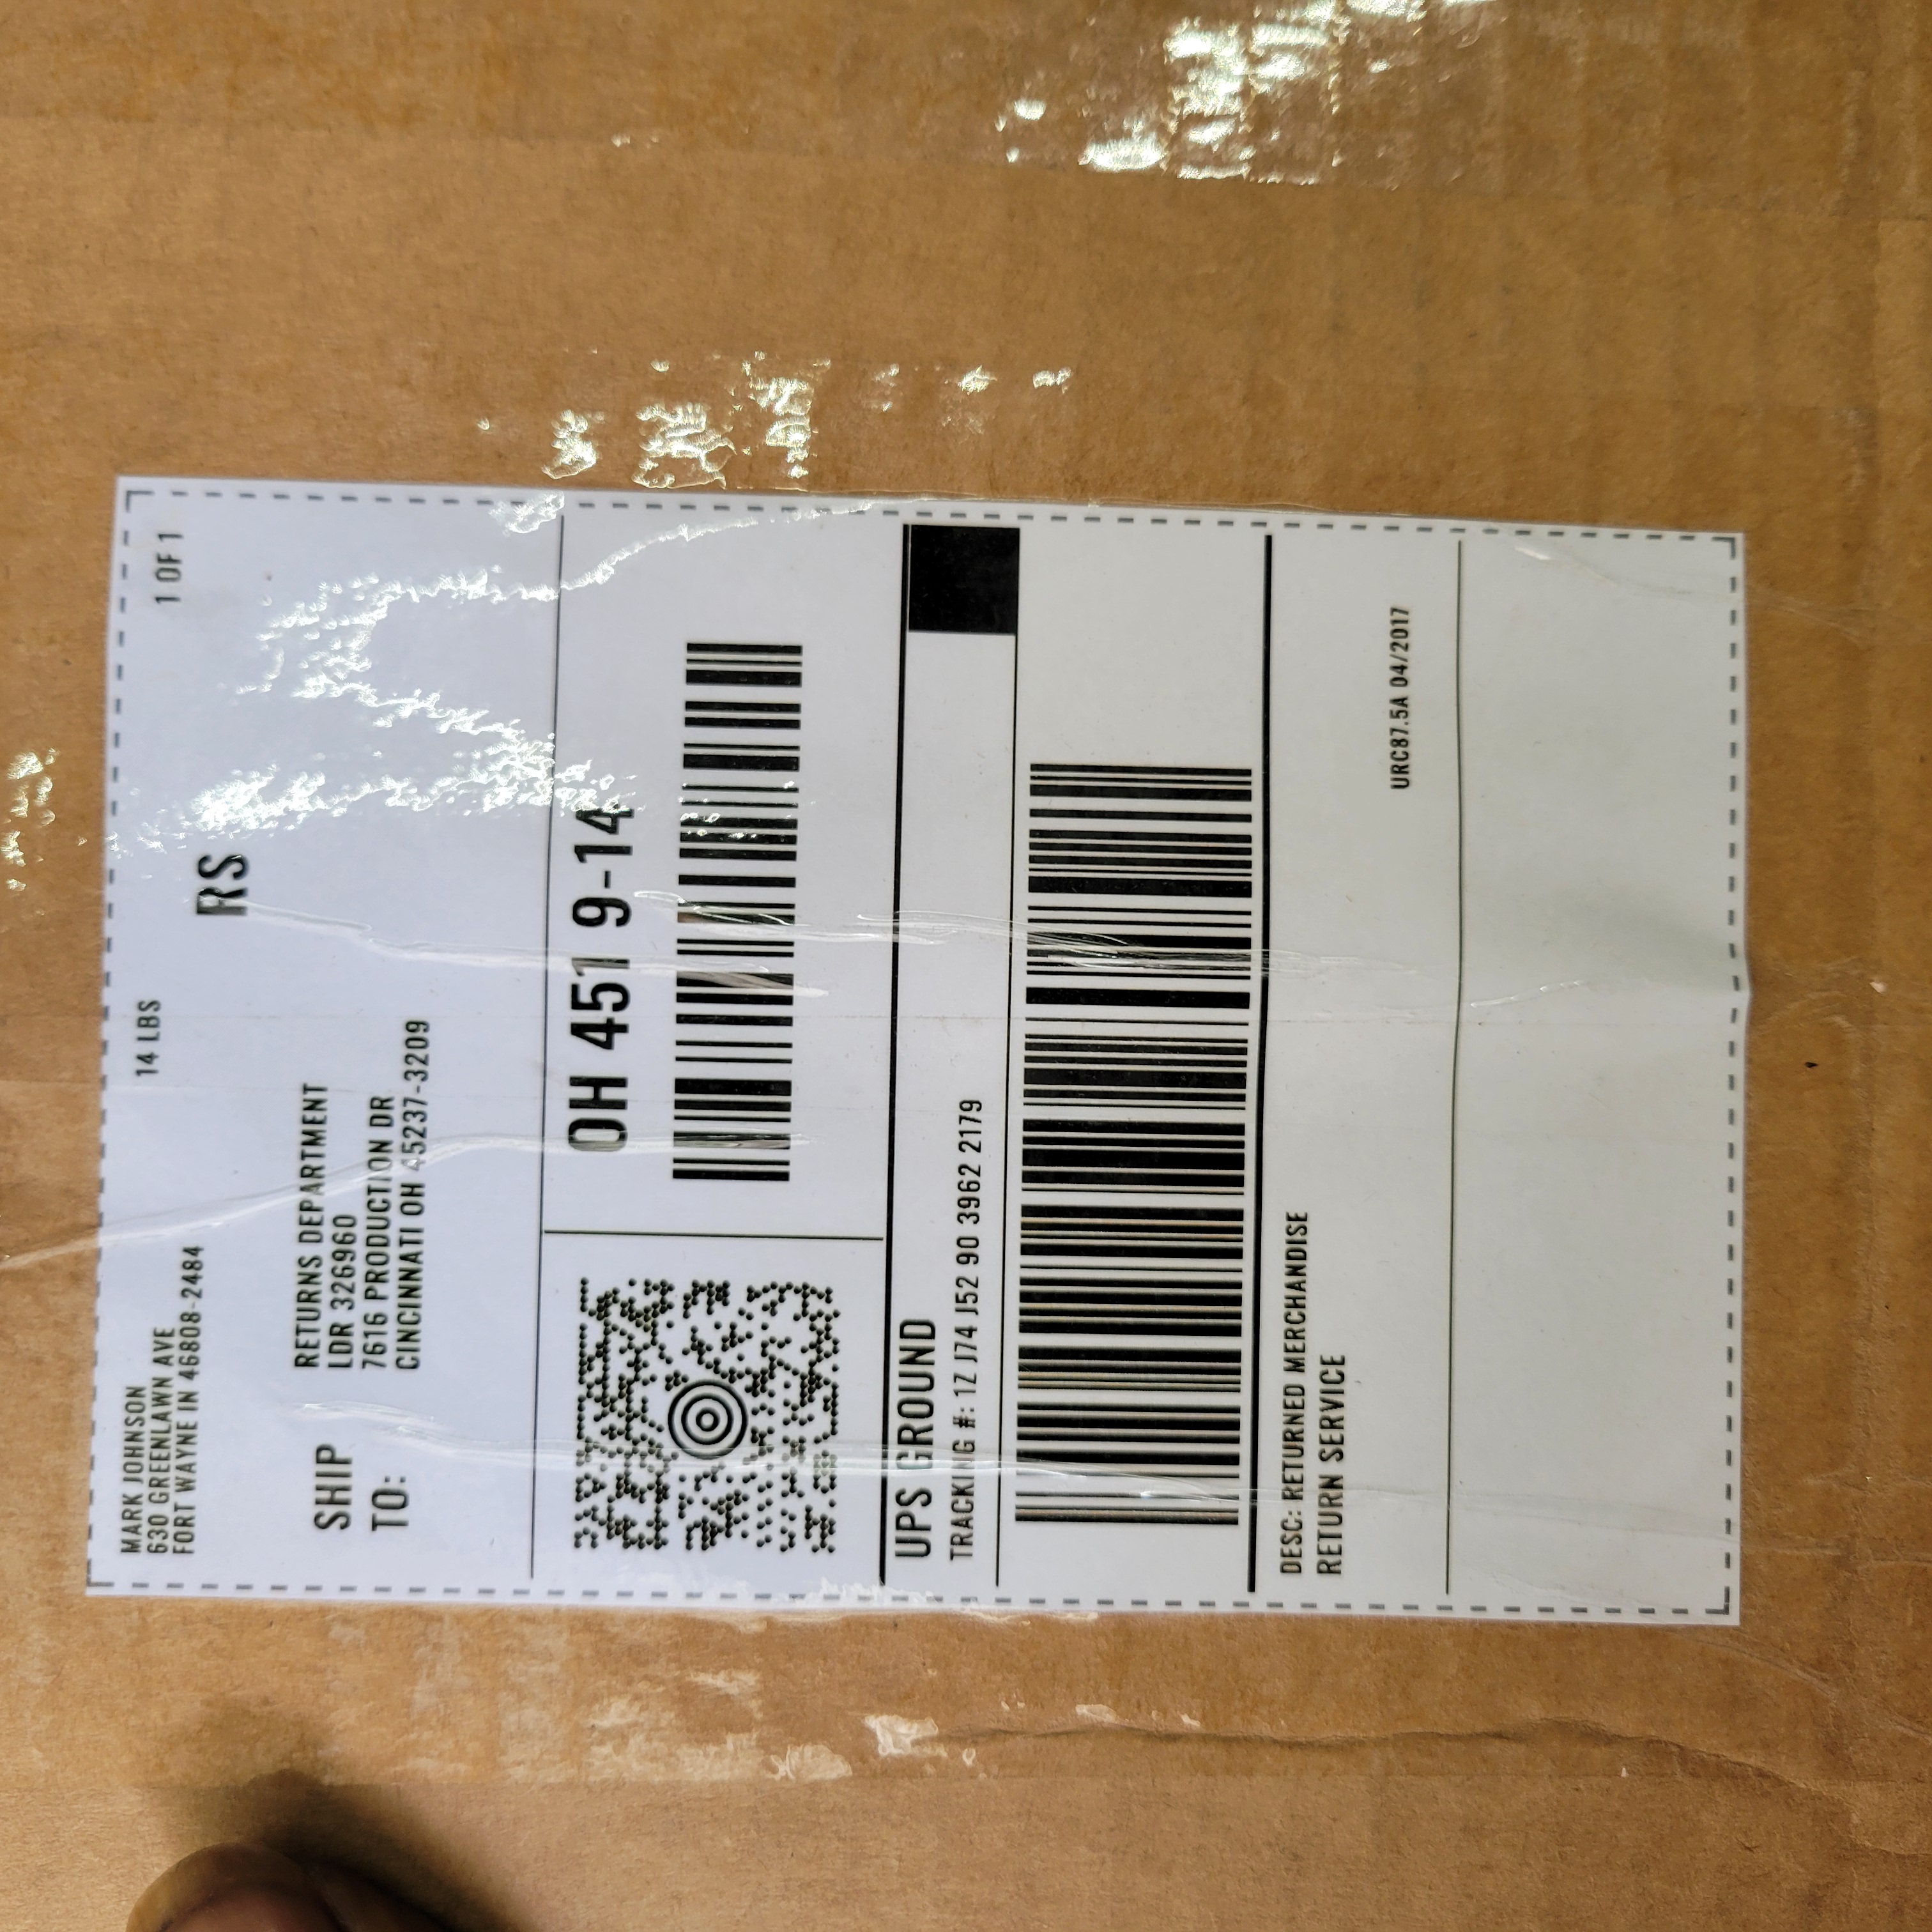 MARK JOHNSON
630 GREENLAWN AVE
FORT WAYNE IN 46808-2484
14 LBS
1 OF 1
RS
SHIP
TO:
RETURNS DEPARTMENT
LDR 326960
7616 PRODUCTION DR
CINCINNATI OH 45237-3209
OH 451 9-14
UPS GROUND
TRACKING #: 1Z J74 J52 90 3962 2179
DESC: RETURNED MERCHANDISE
RETURN SERVICE
URC87.5A 04/2017